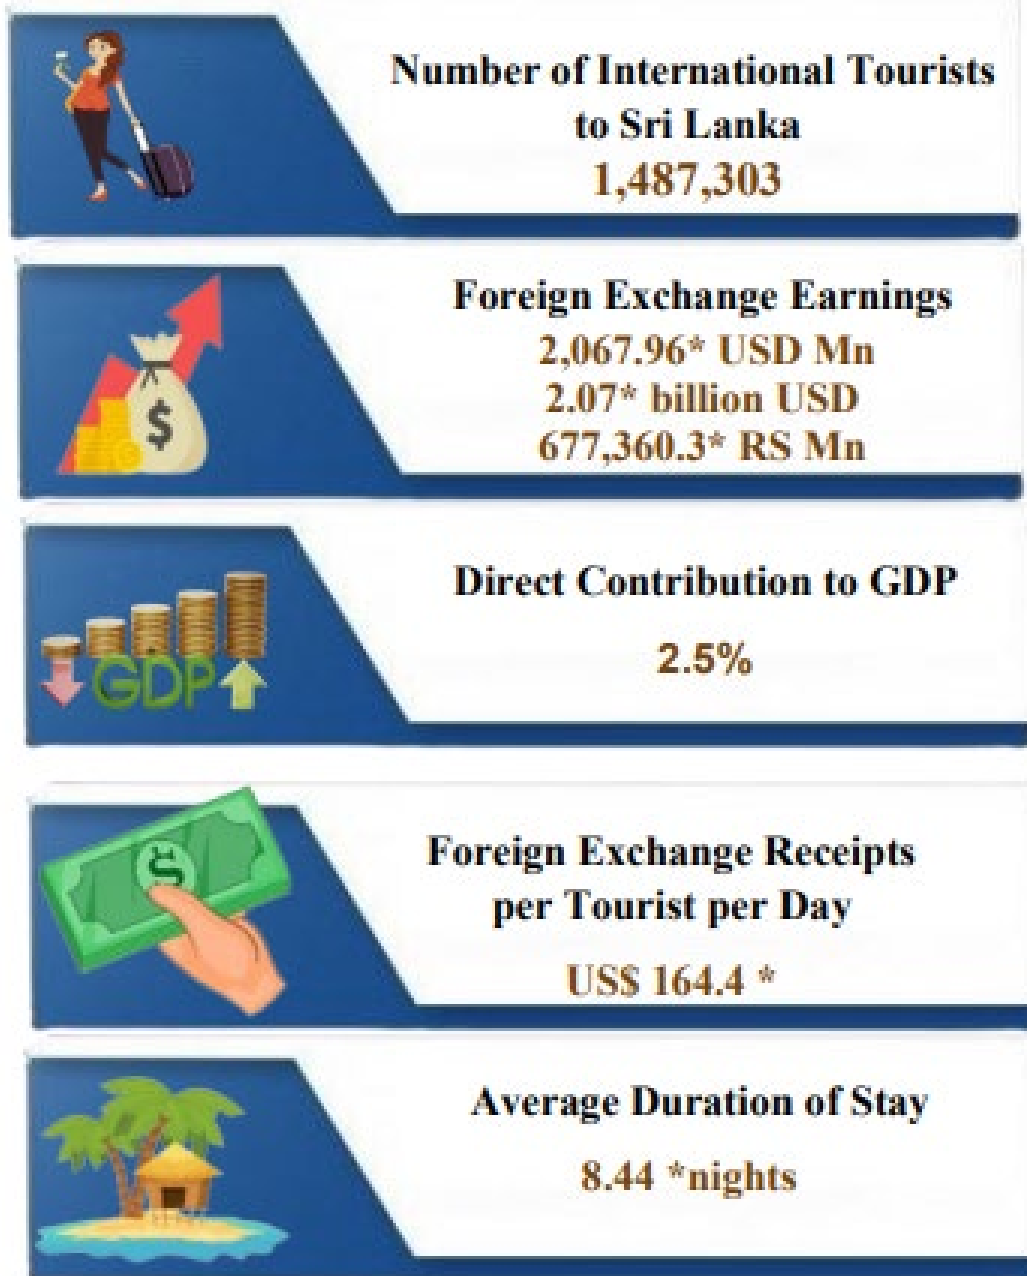 Number of International Tourists
to Sri Lanka
1,487,303
Foreign Exchange Earnings
2,067.96* USD Mn
2.07* billion USD
677,360.3* RS Mn
$
Direct Contribution to GDP
2.5%
GDP
Foreign Exchange Receipts
per Tourist per Day
US$ 164.4 *
$
Average Duration of Stay
8.44 *nights